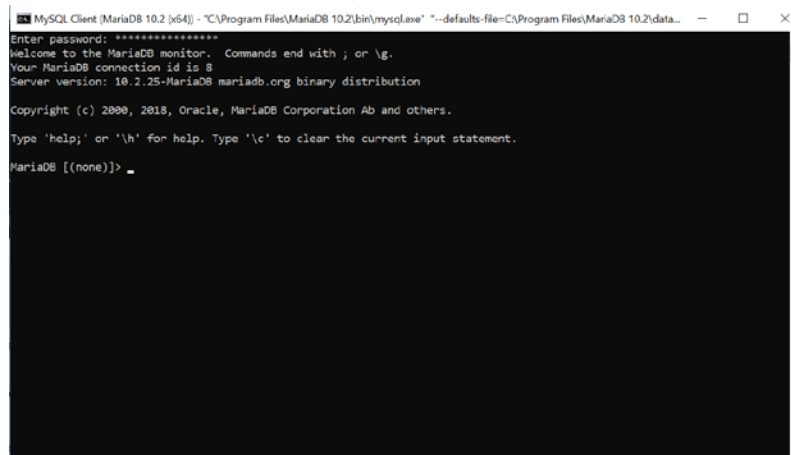 MySQL Client (MariaDB 10.2 (x64)) - "C:\Program Files\MariaDB 10.2\bin\mysql.exe" "--defaults-file=C:\Program Files\MariaDB 10.2\data...
Enter password: ****************
Welcome to the MariaDB monitor.  Commands end with ; or \g.
Your MariaDB connection id is 8
Server version: 10.2.25-MariaDB mariadb.org binary distribution
Copyright (c) 2000, 2018, Oracle, MariaDB Corporation Ab and others.
Type 'help;' or '\h' for help. Type '\c' to clear the current input statement.
MariaDB [(none)]> _